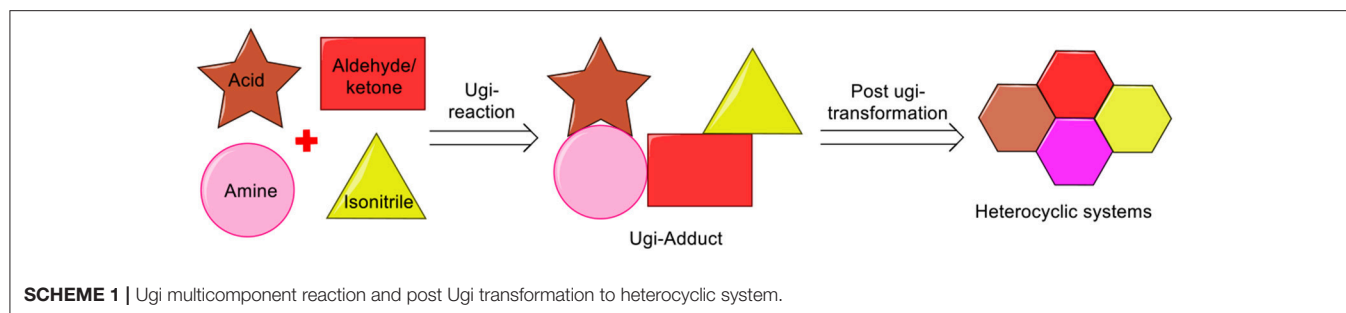 Acid
Aldehyde/
ketone
Amine
Isonitrile
Ugi-
reaction
Ugi-Adduct
Post ugi-
transformation
Heterocyclic systems
SCHEME 1 | Ugi multicomponent reaction and post Ugi transformation to heterocyclic system.